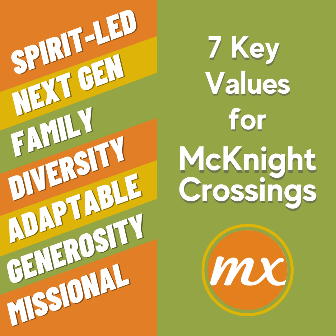 SPIRIT-LED
NEXT GEN
FAMILY
DIVERSITY
ADAPTABLE
GENEROSITY
MISSIONAL
7 Key
Values
for
McKnight
Crossings
mx